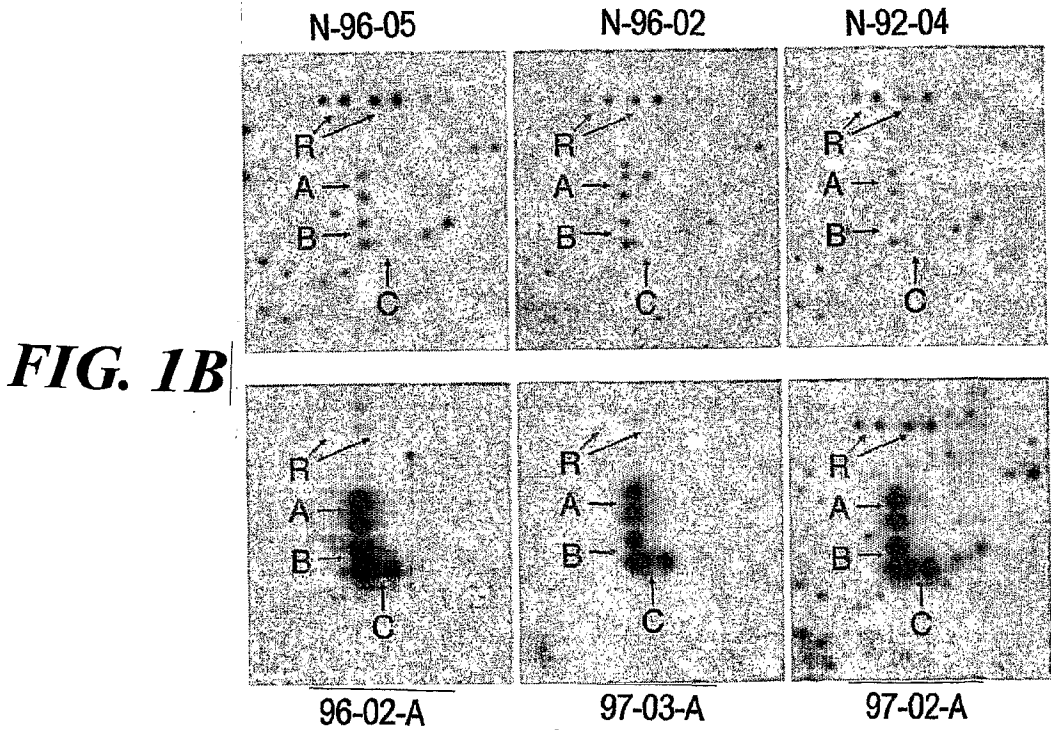 N-96-05 N-96-02 N-92-04
R R R
A A A
B B B
C C C
FIG. 1B
R R R
A A A
B B B
C C C
96-02-A 97-03-A 97-02-A